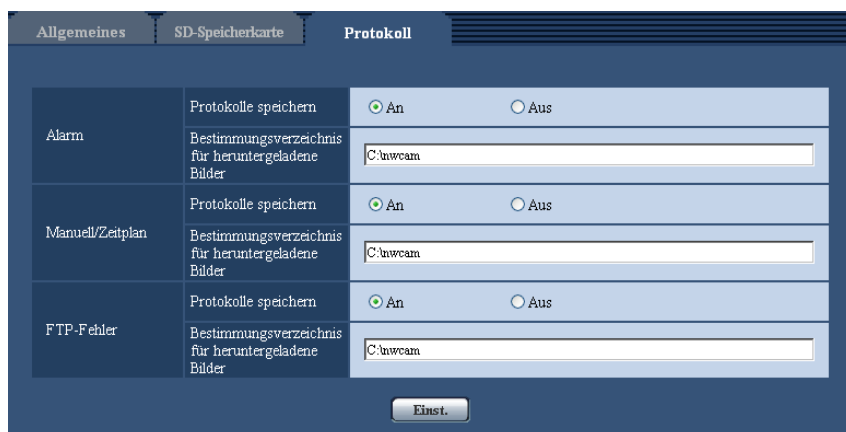 Allgemeines SD-Speicherkarte Protokoll
Alarm
Protokolle speichern An Aus
Bestimmungsverzeichnis
für heruntergeladene
Bilder
C:\nwcam
Manuell/Zeitplan
Protokolle speichern An Aus
Bestimmungsverzeichnis
für heruntergeladene
Bilder
C:\nwcam
FTP-Fehler
Protokolle speichern An Aus
Bestimmungsverzeichnis
für heruntergeladene
Bilder
C:\nwcam
Einst.